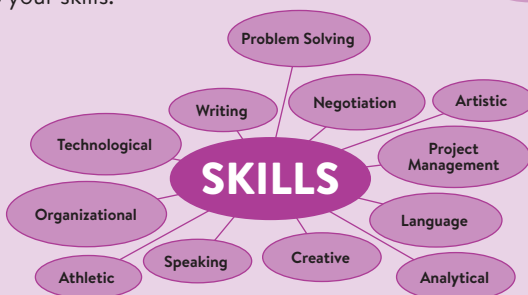 your skills.
Problem Solving
Writing
Negotiation
Artistic
Technological
Project
Management
SKILLS
Organizational
Language
Speaking
Creative
Athletic
Analytical